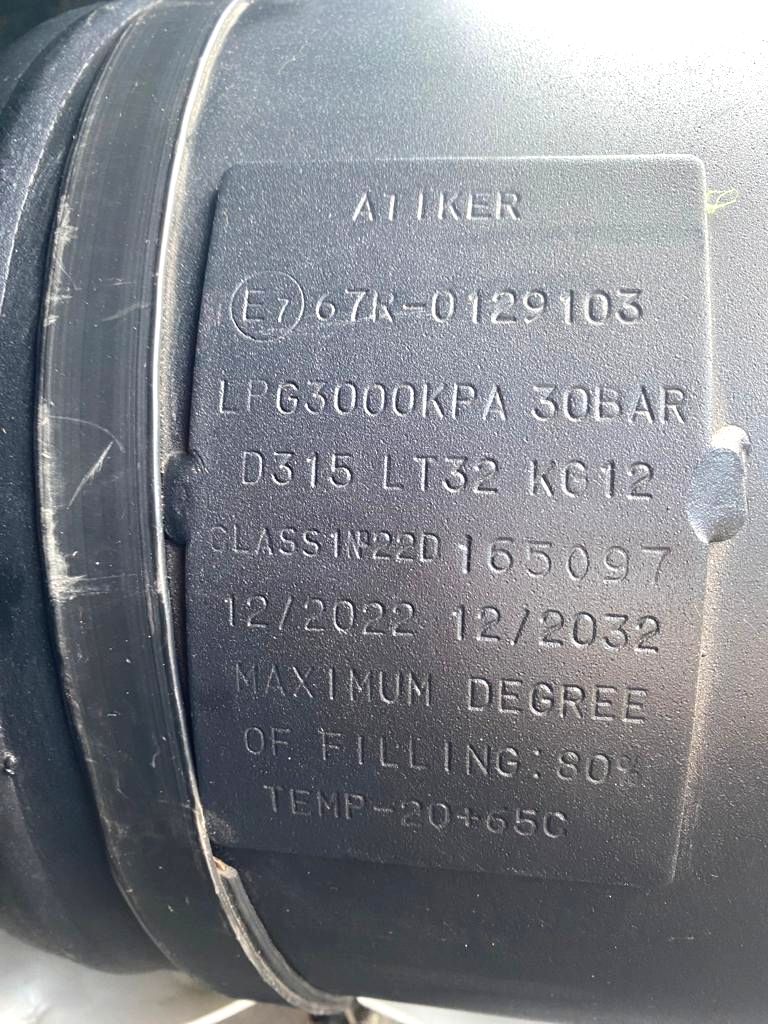 ATIKER
E7 67R-0129103
LPG3000KPA 30BAR
D315 LT32 KG12
CLASS1Nº22D 165097
12/2022 12/2032
MAXIMUM DEGREE
OF FILLING:80%
TEMP-20+65C